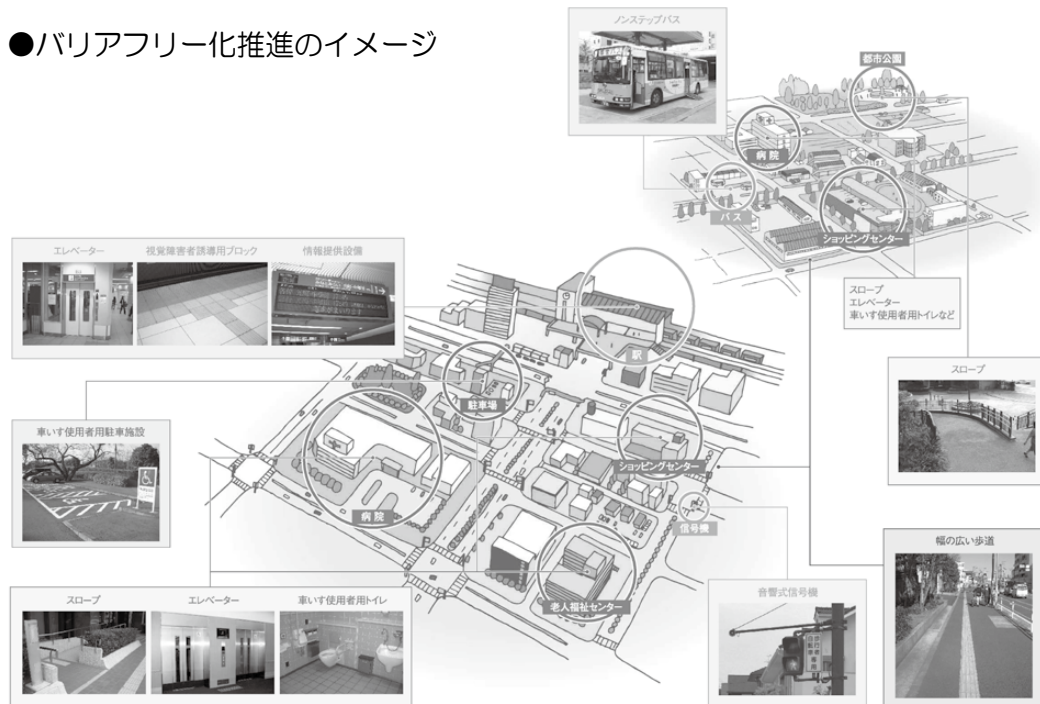 ●バリアフリー化推進のイメージ
ノンステップバス
都市公園
病院
バス
ショッピングセンター
エレベーター
視覚障害者誘導用ブロック
情報提供設備
スロープ
エレベーター
車いす使用者用トイレなど
駅
スロープ
駐車場
車いす使用者用駐車施設
ショッピングセンター
病院
信号機
幅の広い歩道
老人福祉センター
スロープ
エレベーター
車いす使用者用トイレ
音響式信号機
歩行者
自転車
専用